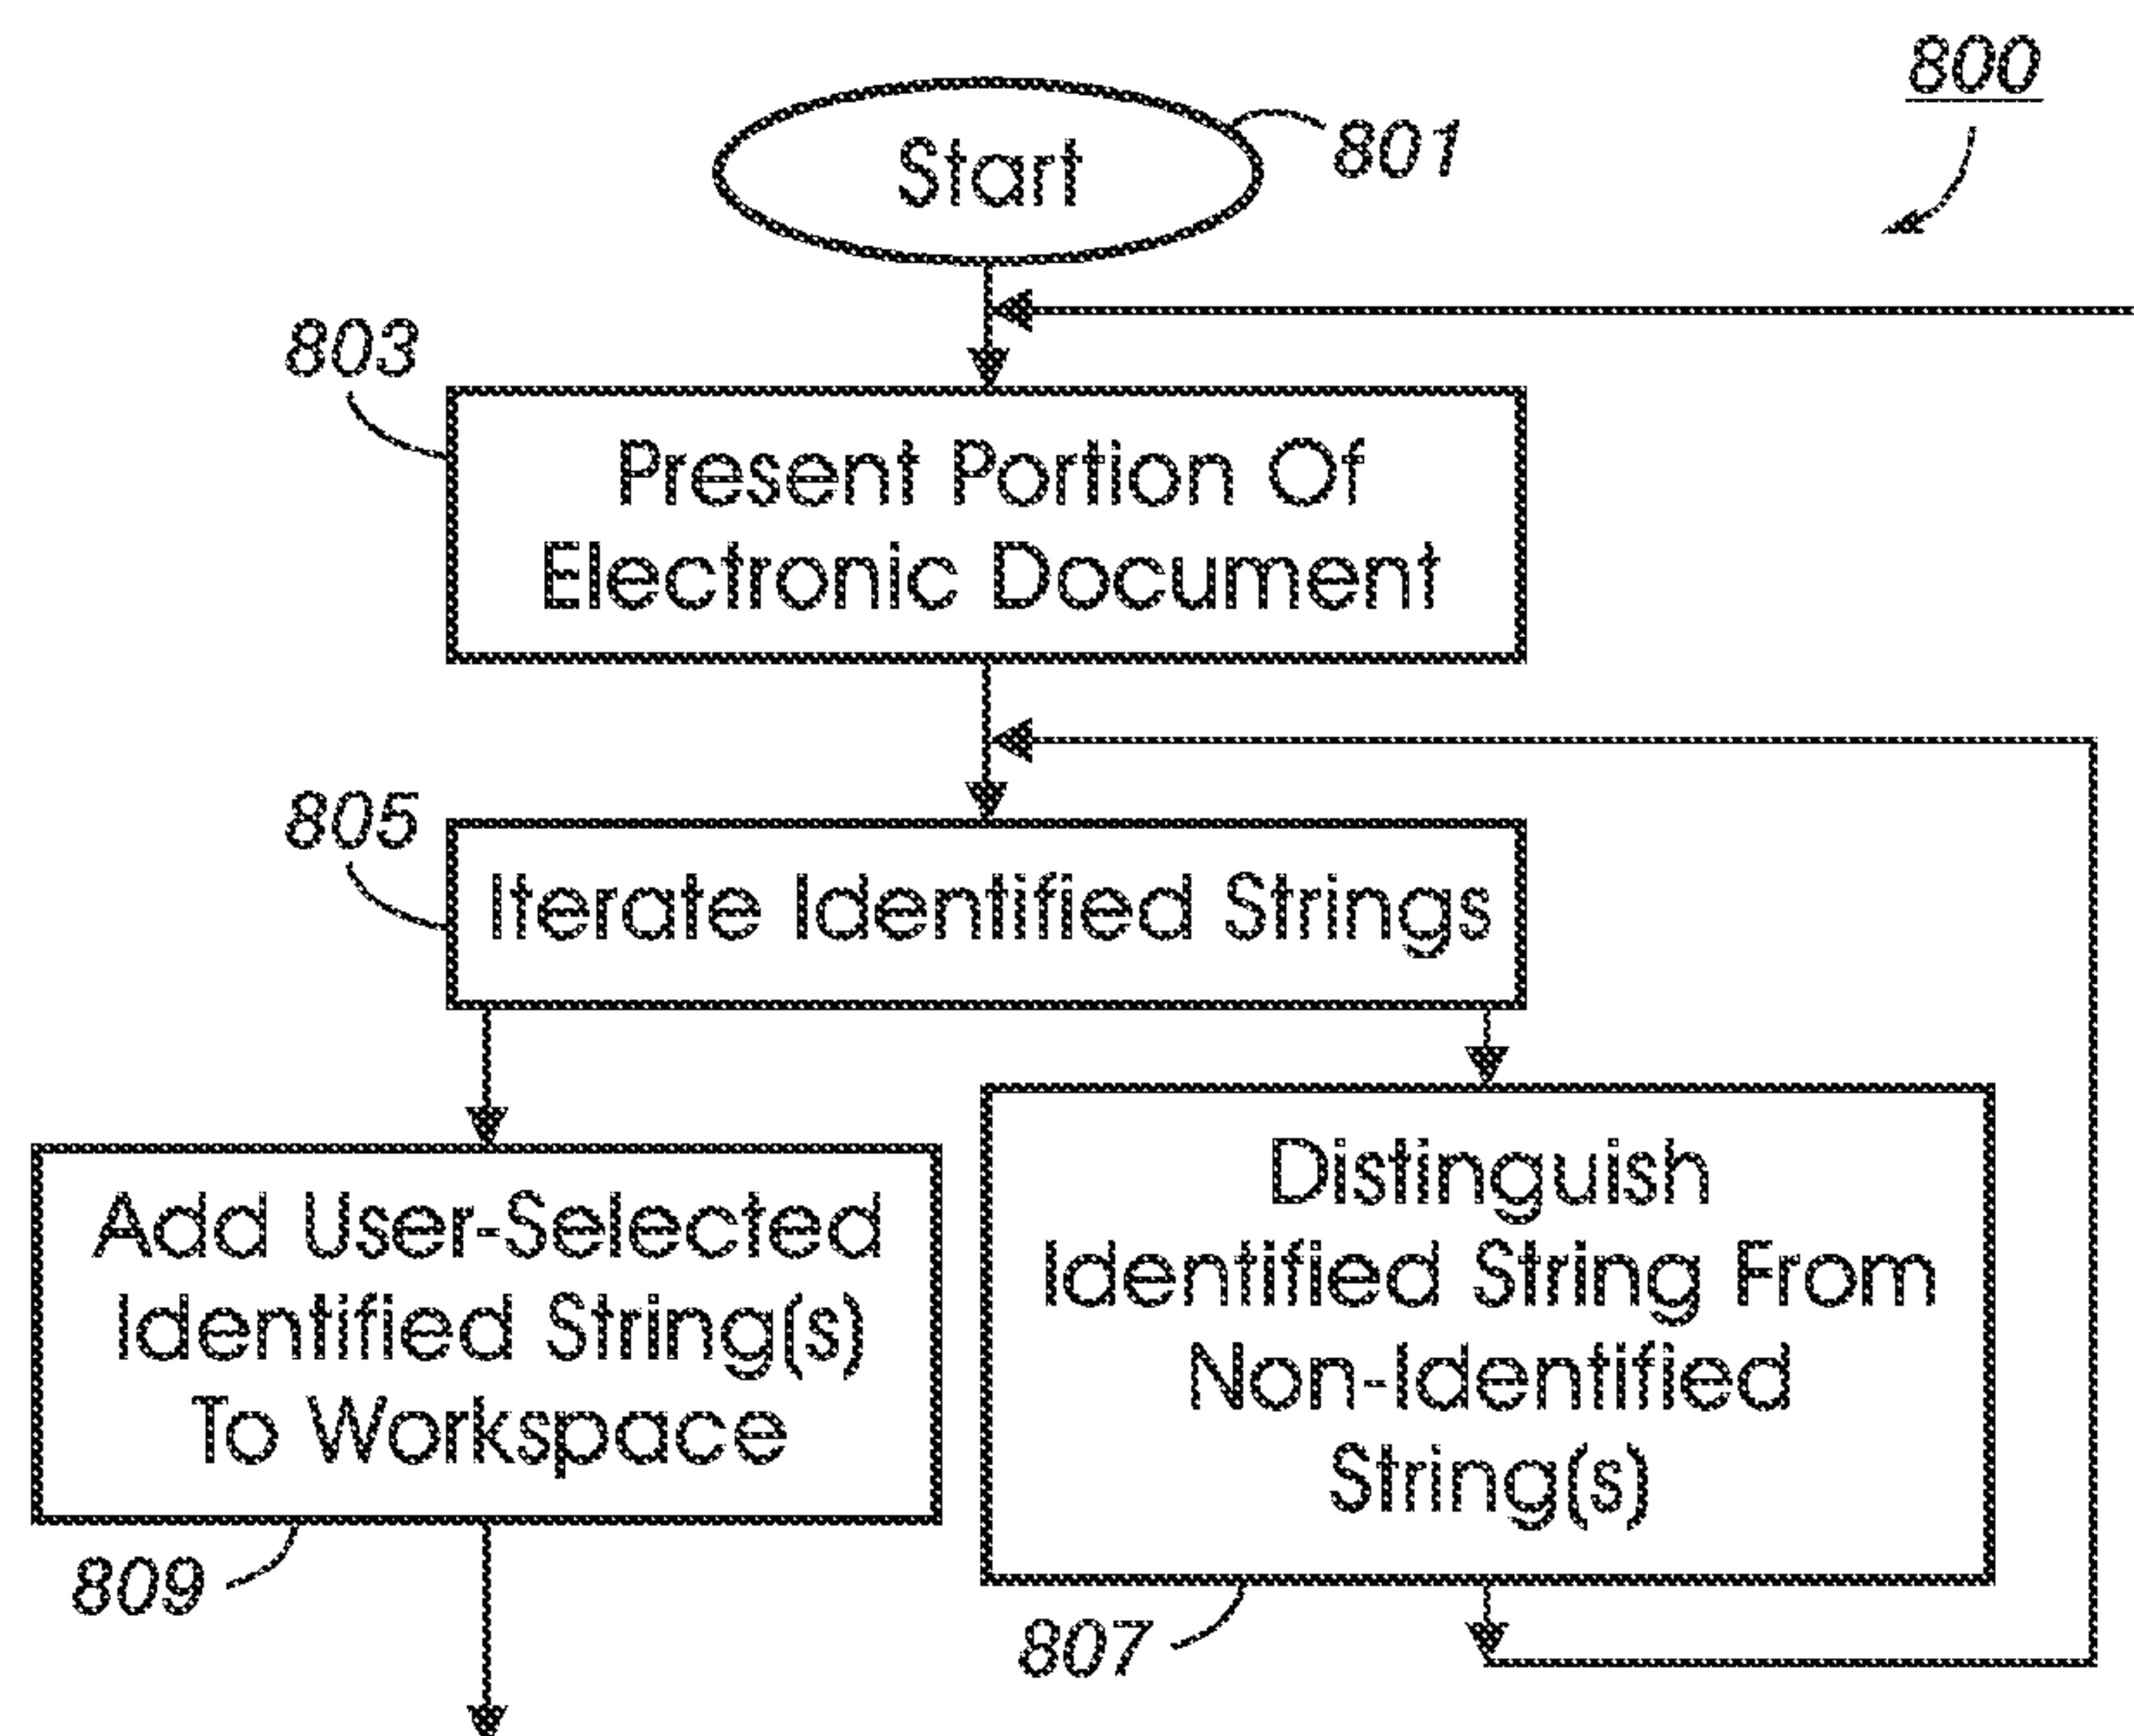 800
Start
801
803
Present Portion Of
Electronic Document
805
Iterate Identified Strings
Add User-Selected
Identified String(s)
To Workspace
809
Distinguish
Identified String From
Non-Identified
String(s)
807